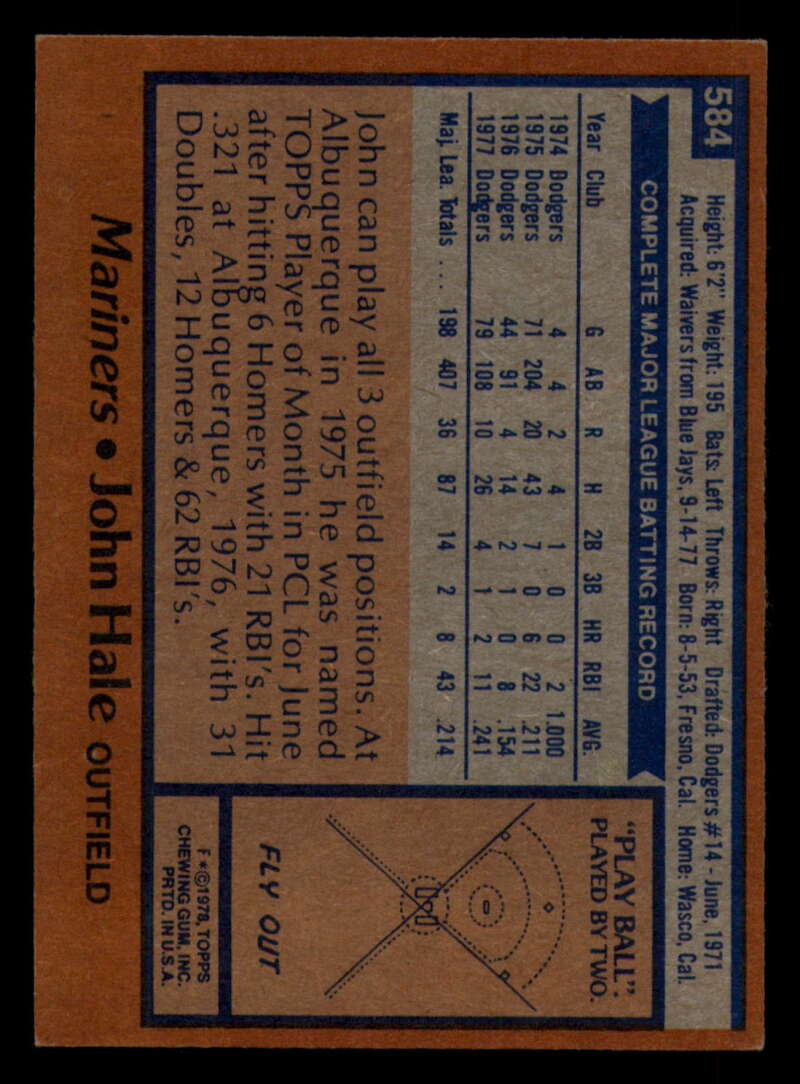 584
Height: 6'2" Weight: 195 Bats: Left Throws: Right Drafted: Dodgers #14 - June, 1971
Acquired: Waivers from Blue Jays, 9-14-77 Born: 8-5-53, Fresno, Cal. Home: Wasco, Cal.
COMPLETE MAJOR LEAGUE BATTING RECORD
Year Club G AB R H 2B 3B HR RBI AVG.
1974 Dodgers 4 4 2 4 1 0 0 2 1.000
1975 Dodgers 71 204 20 43 7 0 6 22 .211
1976 Dodgers 44 91 4 14 2 1 0 8 .154
1977 Dodgers 79 108 10 26 4 1 2 11 .241
Maj. Lea. Totals .... 198 407 36 87 14 2 8 43 .214
John can play all 3 outfield positions. At
Albuquerque in 1975 he was named
TOPPS Player of Month in PCL for June
after hitting 6 Homers with 21 RBI's. Hit
.321 at Albuquerque, 1976, with 31
Doubles, 12 Homers & 62 RBI's.
"PLAY BALL"
PLAYED BY TWO.
FLY OUT
F*©1978, TOPPS
CHEWING GUM, INC.
PRTD. IN U.S.A.
Mariners • John Hale OUTFIELD